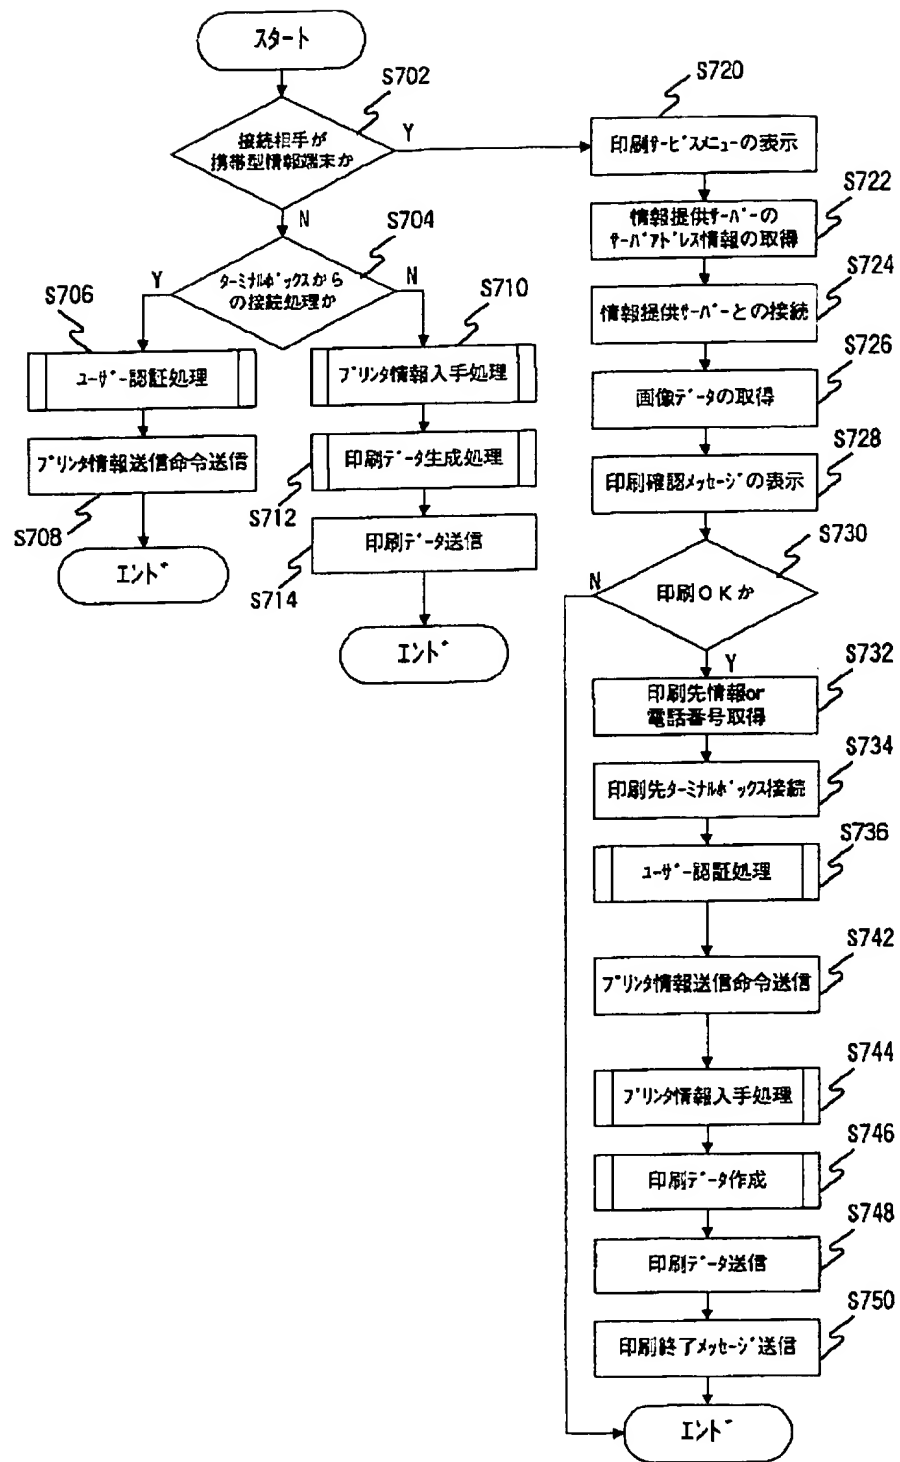 スタート
S702
接続相手が
携帯型情報端末か
Y
N
S704
ターミナルボックスから
の接続処理か
Y
N
S706
ユーザー認証処理
プリンタ情報送信命令送信
S708
エンド
S710
プリンタ情報入手処理
印刷データ生成処理
S712
印刷データ送信
S714
エンド
S720
印刷サービスメニューの表示
S722
情報提供サーバーの
サーバアドレス情報の取得
S724
情報提供サーバーとの接続
S726
画像データの取得
S728
印刷確認メッセージの表示
S730
印刷OKか
N
Y
S732
印刷先情報or
電話番号取得
S734
印刷先ターミナルボックス接続
S736
ユーザー認証処理
S742
プリンタ情報送信命令送信
S744
プリンタ情報入手処理
S746
印刷データ作成
S748
印刷データ送信
S750
印刷終了メッセージ送信
エンド